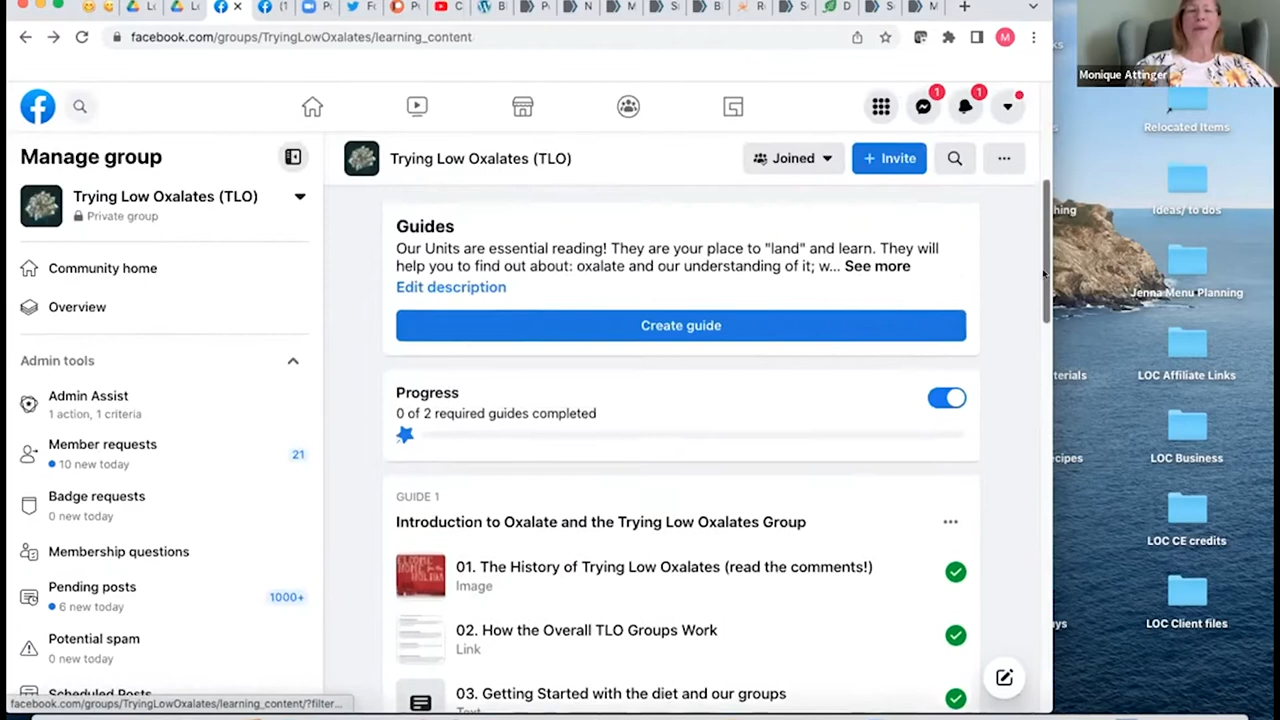 facebook.com/groups/TryingLowOxalates/learning_content
M
Monique Attinger
1
1
Manage group
Trying Low Oxalates (TLO)
Private group
Community home
Overview
Admin tools
Admin Assist
1 action, 1 criteria
Member requests
10 new today
21
Badge requests
0 new today
Membership questions
Pending posts
6 new today
1000+
Potential spam
0 new today
Scheduled Posts
facebook.com/groups/TryingLowOxalates/learning_content/?filter...
Trying Low Oxalates (TLO)
Joined
+ Invite
Guides
Our Units are essential reading! They are your place to "land" and learn. They will
help you to find out about: oxalate and our understanding of it; w... See more
Edit description
Create guide
Progress
0 of 2 required guides completed
GUIDE 1
Introduction to Oxalate and the Trying Low Oxalates Group
01. The History of Trying Low Oxalates (read the comments!)
Image
02. How the Overall TLO Groups Work
Link
03. Getting Started with the diet and our groups
Text
Relocated Items
Ideas/ to dos
Jenna Menu Planning
LOC Affiliate Links
LOC Business
LOC CE credits
LOC Client files